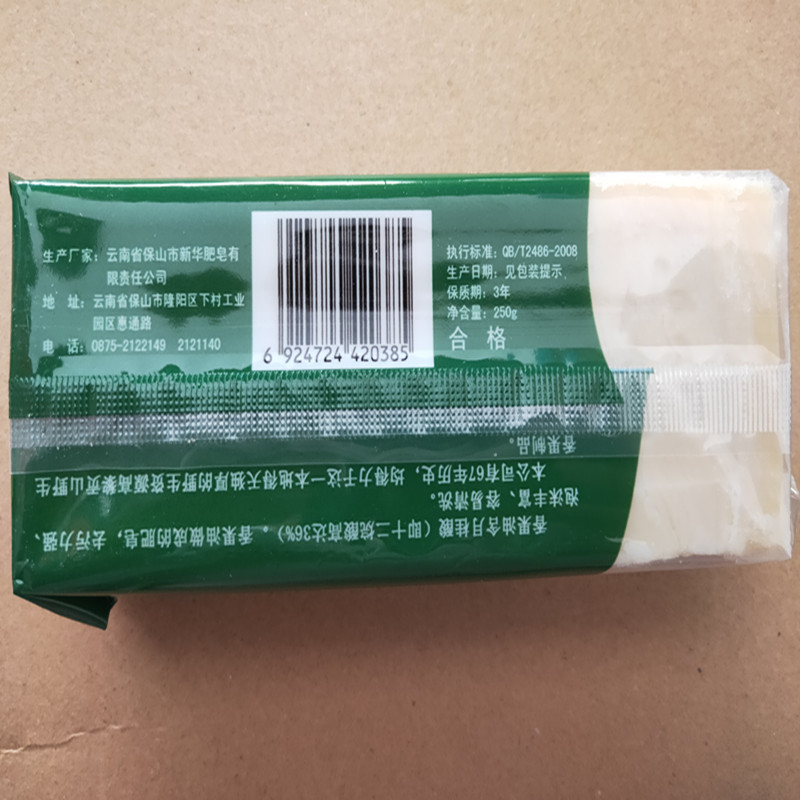 生产厂家：云南省保山市新华肥皂有
限责任公司
地 址：云南省保山市隆阳区下村工业
园区惠通路
电 话：0875-2122149 2121140
6 924724 420385
执行标准：QB/T2486-2008
生产日期：见包装提示
保质期：3年
净含量：250g
合格
香果油含月桂酸（即十二烷酸高达36%）。香果油做成的肥皂，去污力强、
泡沫丰富、容易清洗。
本公司有67年历史，均得力于这一本地得天独厚的野生资源高黎贡山野生
香果制品。